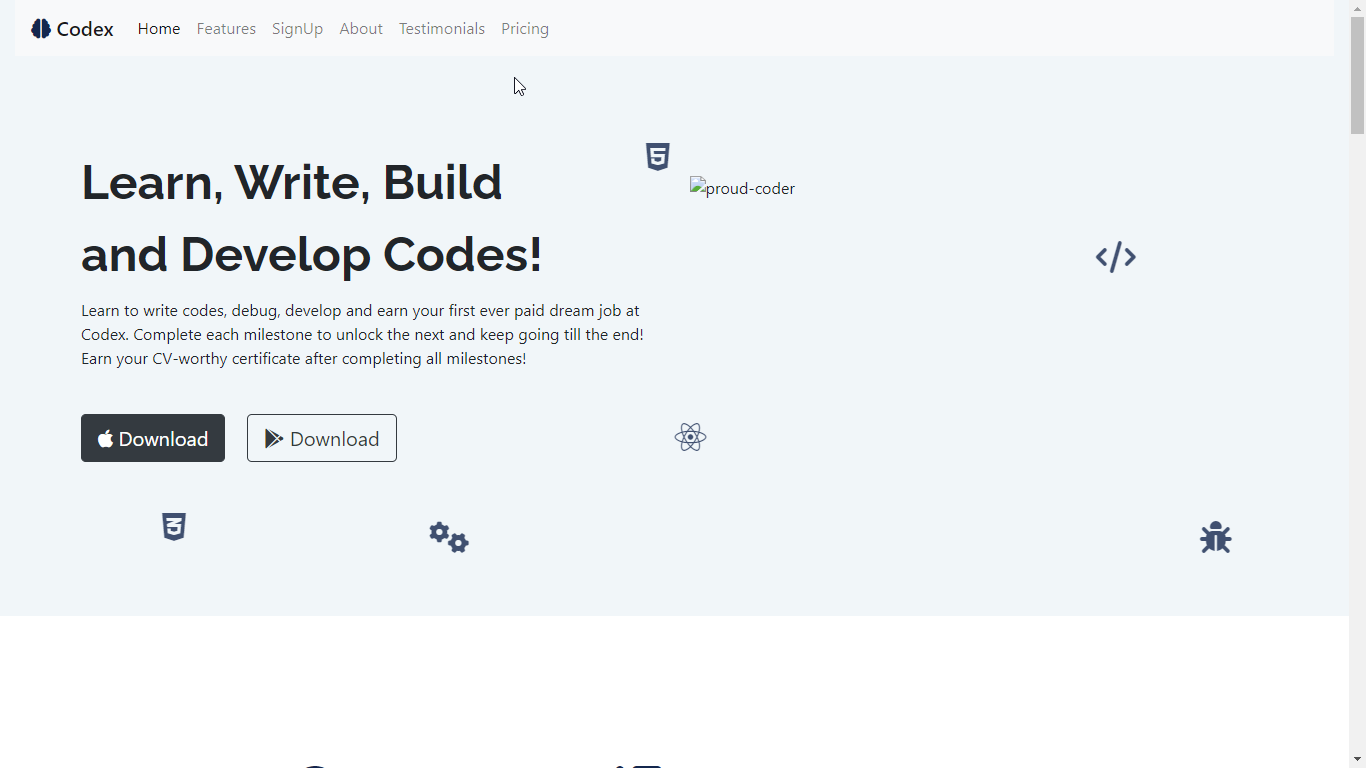 Codex Home Features SignUp About Testimonials Pricing
Learn, Write, Build
and Develop Codes!
proud-coder
Learn to write codes, debug, develop and earn your first ever paid dream job at
Codex. Complete each milestone to unlock the next and keep going till the end!
Earn your CV-worthy certificate after completing all milestones!
Download Download